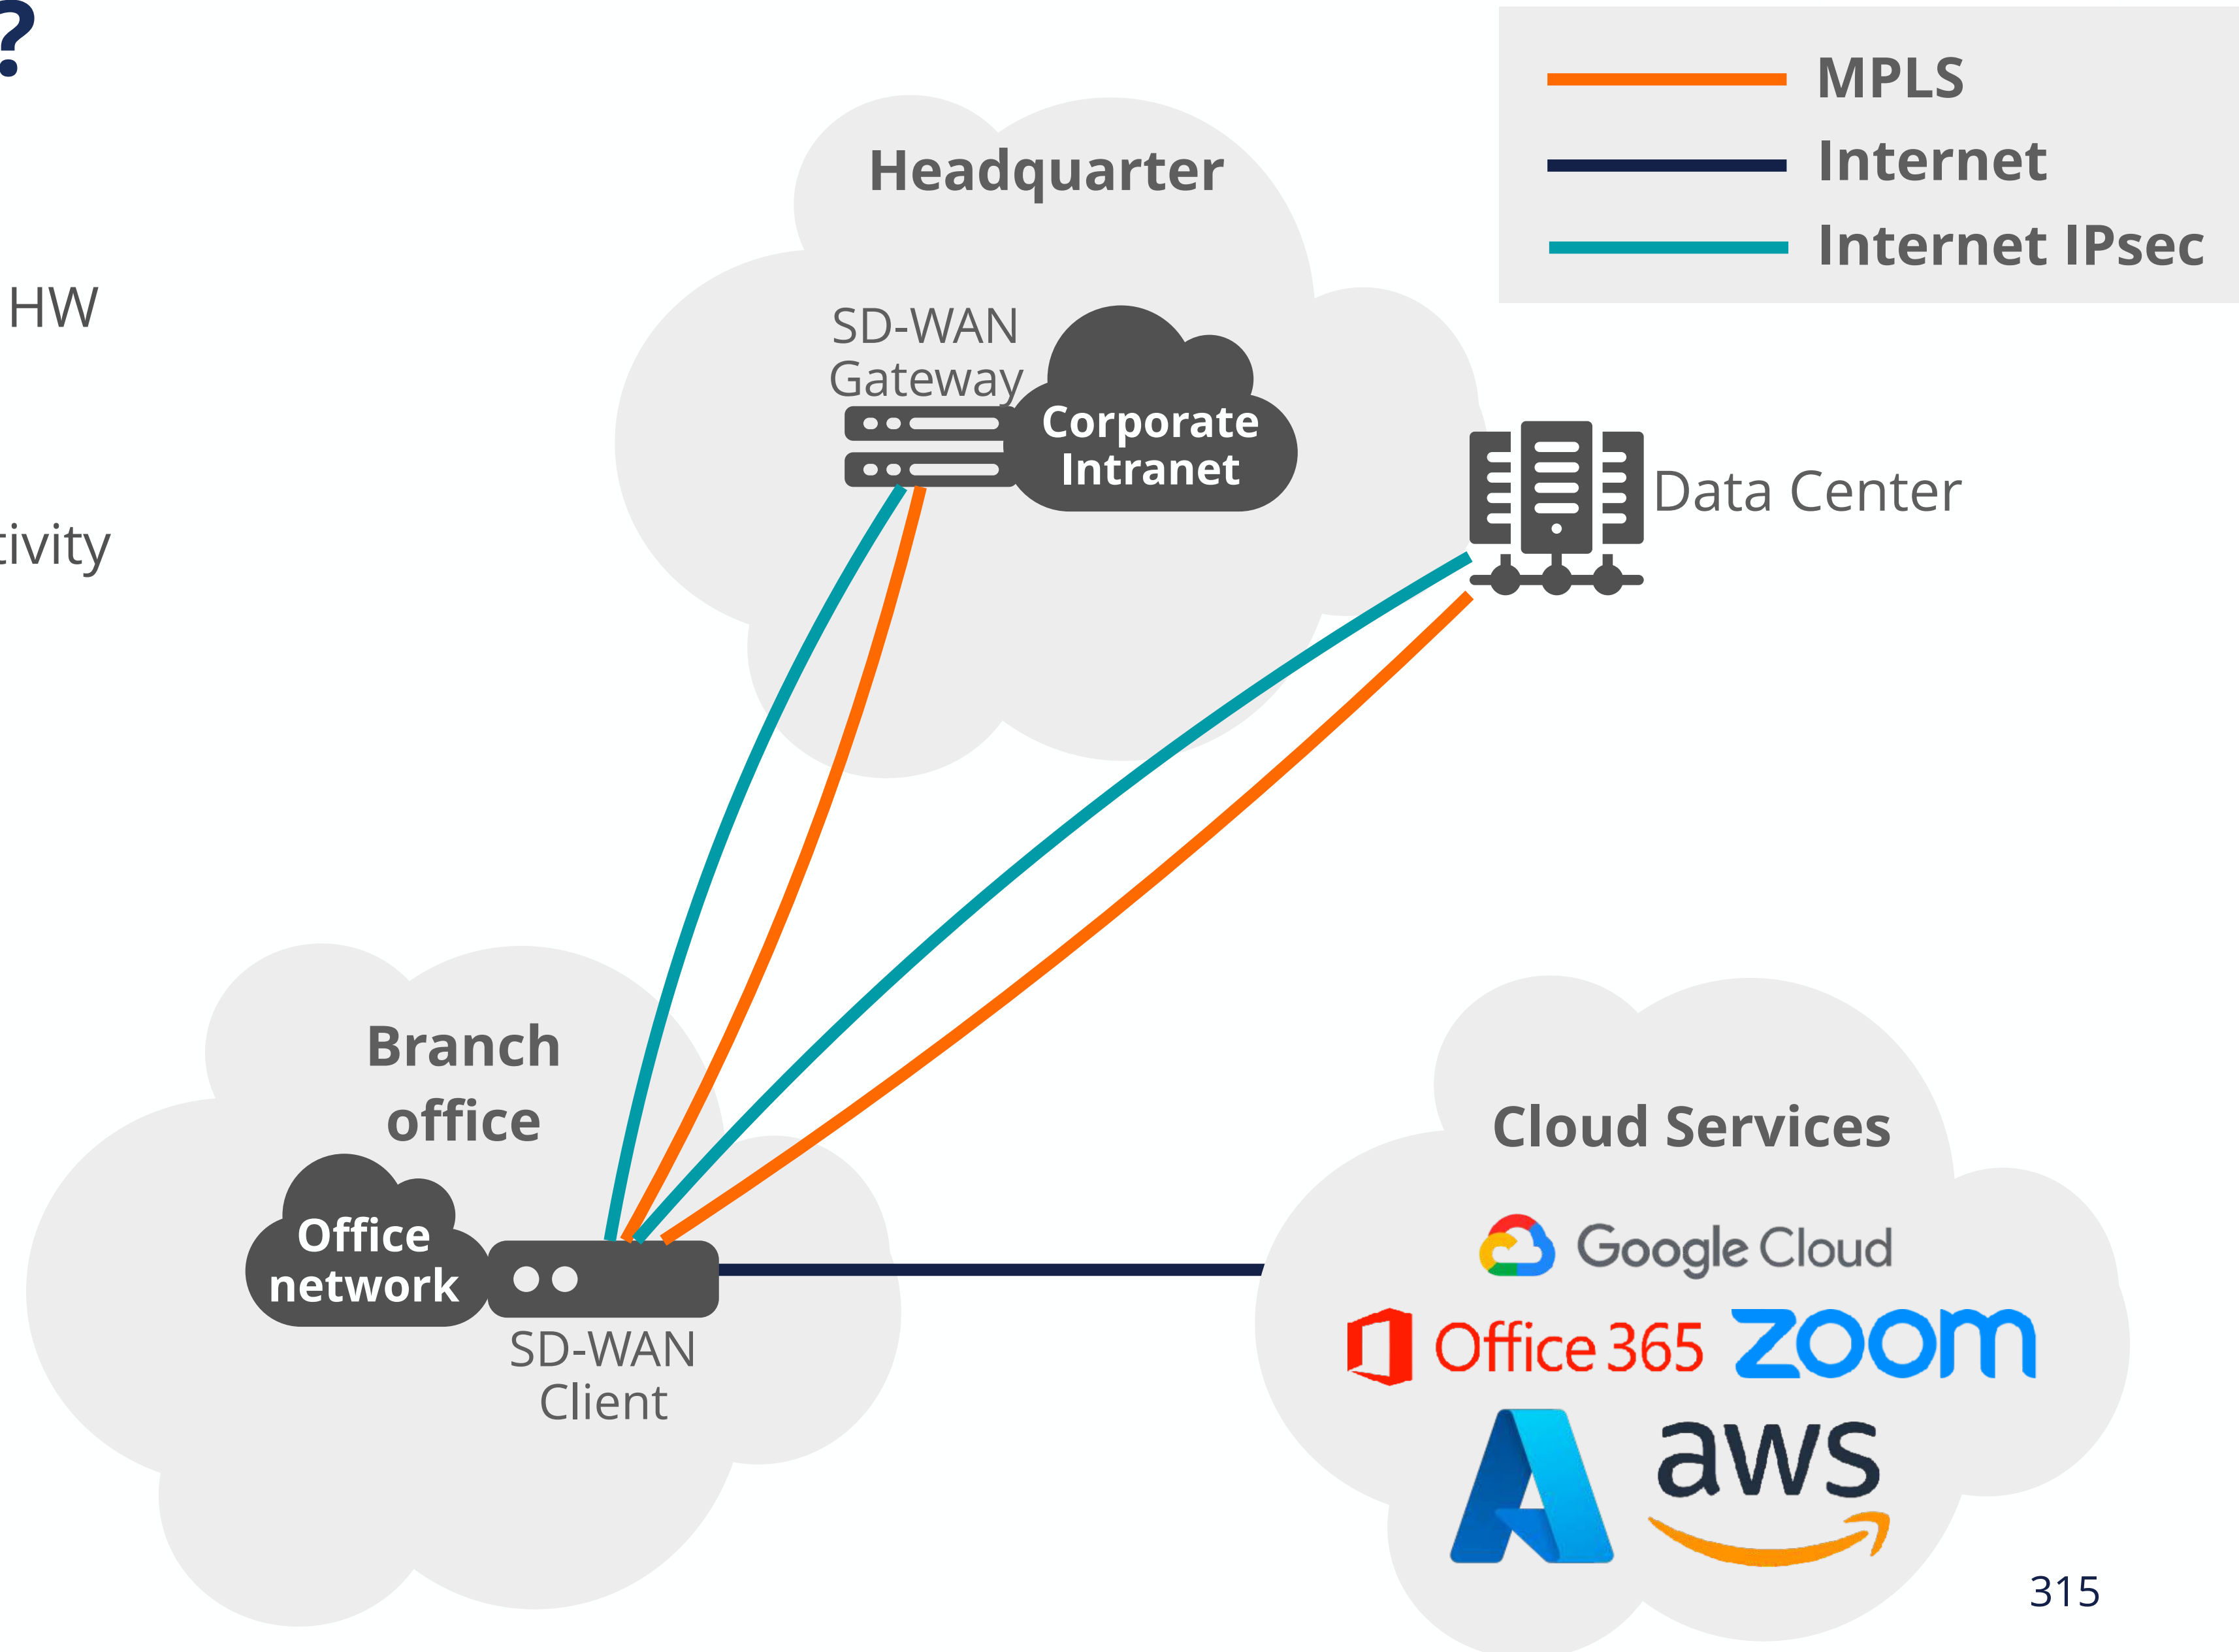 ?
HW
tivity
MPLS
Internet
Internet IPsec
Headquarter
SD-WAN
Gateway
Corporate
Intranet
Data Center
Branch
office
Office
network
SD-WAN
Client
Cloud Services
Google Cloud
Office 365
zoom
aws
315